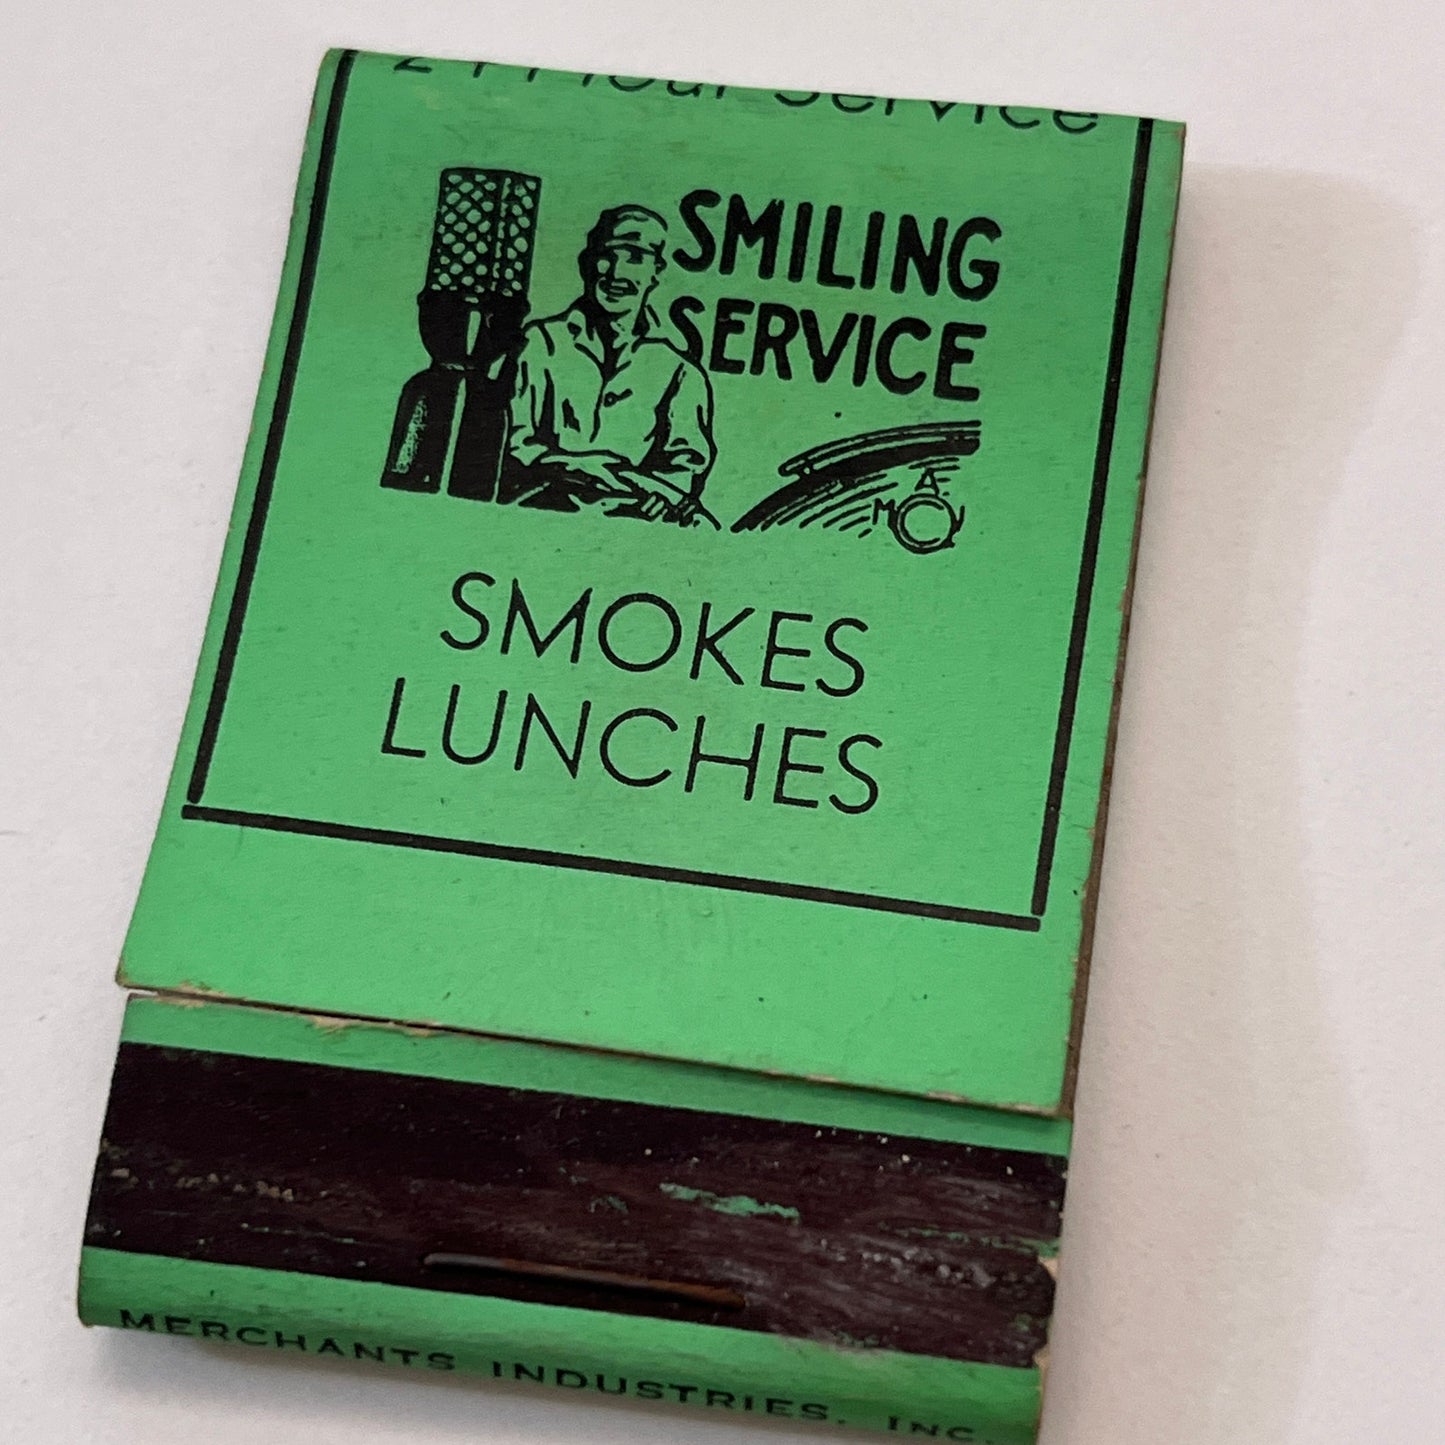 24 Hour Service
SMILING
SERVICE
A
M U
SMOKES
LUNCHES
MERCHANTS INDUSTRIES, INC.